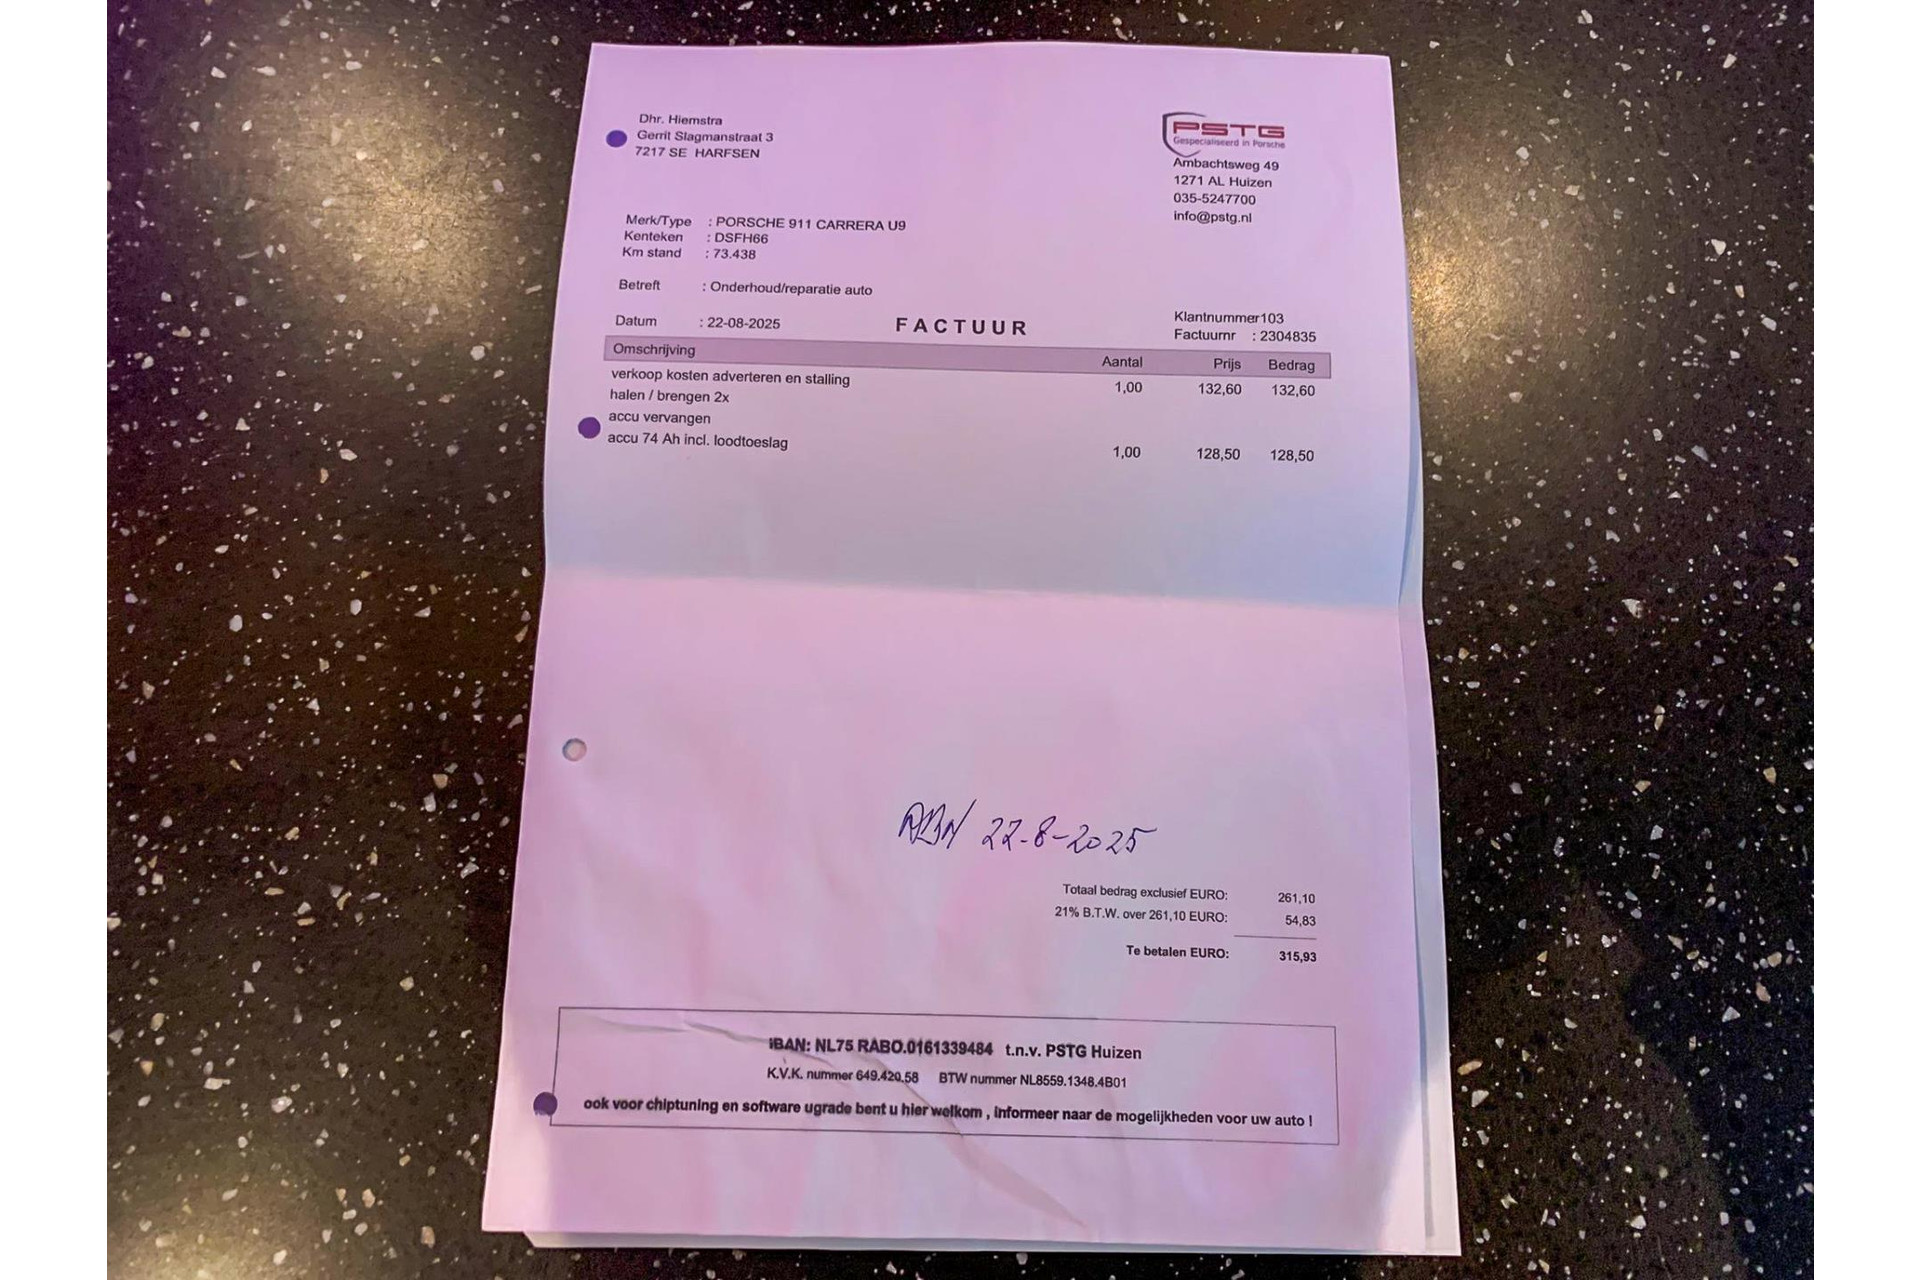 Dhr. Hiemstra
Gerrit Slagmanstraat 3
7217 SE HARFSEN
PSTG
Gespecialiseerd in Porsche
Ambachtsweg 49
1271 AL Huizen
035-5247700
info@pstg.nl
Merk/Type : PORSCHE 911 CARRERA U9
Kenteken : DSFH66
Km stand : 73.438
Betreft : Onderhoud/reparatie auto
Datum : 22-08-2025
FACTUUR
Klantnummer103
Factuurnr : 2304835
Omschrijving Aantal Prijs Bedrag
verkoop kosten adverteren en stalling 1,00 132,60 132,60
halen / brengen 2x
accu vervangen
accu 74 Ah incl. loodtoeslag 1,00 128,50 128,50
ABN 22-8-2025
Totaal bedrag exclusief EURO: 261,10
21% B.T.W. over 261,10 EURO: 54,83
Te betalen EURO: 315,93
IBAN: NL75 RABO.0161339484 t.n.v. PSTG Huizen
K.V.K. nummer 649.420.58 BTW nummer NL8559.1348.4B01
ook voor chiptuning en software ugrade bent u hier welkom , informeer naar de mogelijkheden voor uw auto !